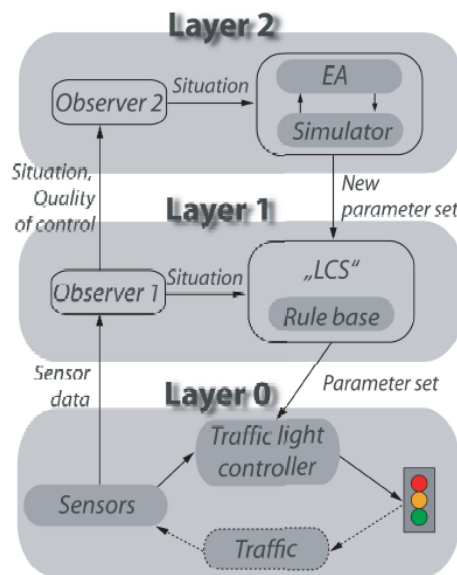 Layer 2
Situation
EA
Observer 2
Simulator
Situation,
Quality
of control
New
parameter set
Layer 1
Situation
„LCS“
Observer 1
Rule base
Sensor
data
Parameter set
Layer 0
Traffic light
controller
Sensors
Traffic